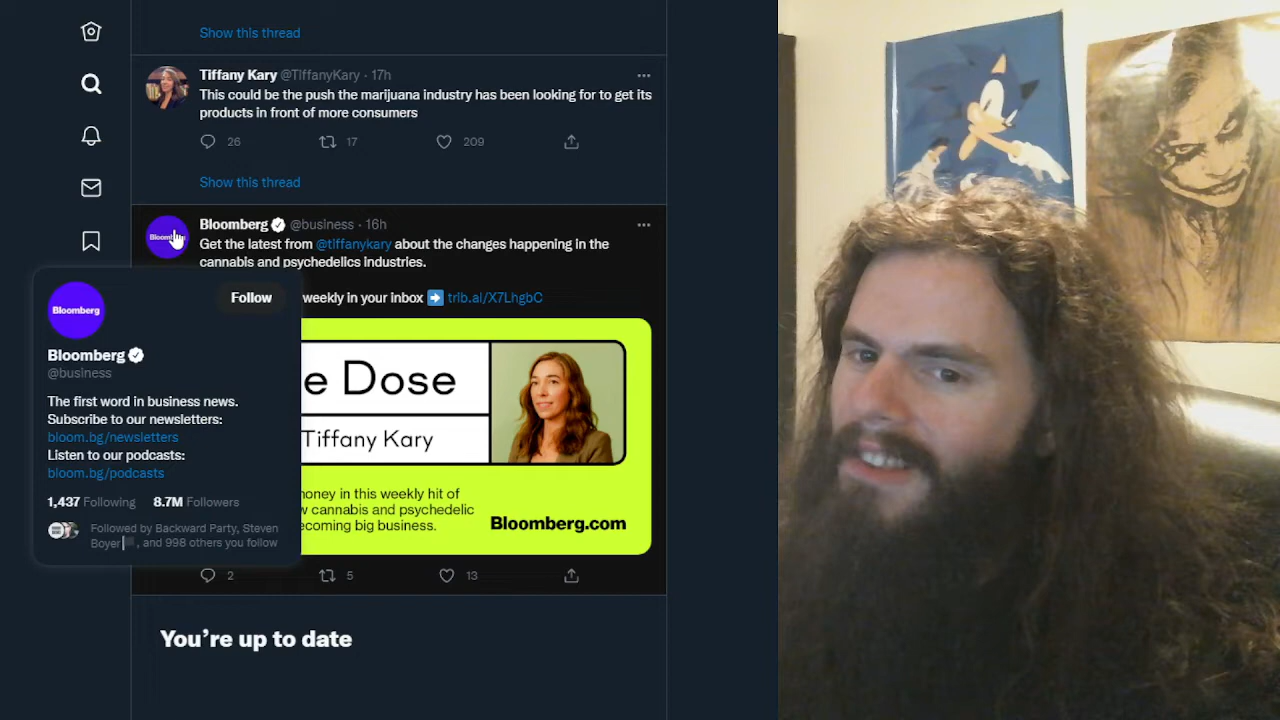 Show this thread
Tiffany Kary @TiffanyKary · 17h
This could be the push the marijuana industry has been looking for to get its
products in front of more consumers
26 17 209
Show this thread
Bloomberg @business · 16h
Get the latest from @tiffanykary about the changes happening in the
cannabis and psychedelics industries.
weekly in your inbox ➡️ trib.al/X7LhgbC
Bloomberg
Follow
Bloomberg
@business
The first word in business news.
Subscribe to our newsletters:
bloom.bg/newsletters
Listen to our podcasts:
bloom.bg/podcasts
1,437 Following 8.7M Followers
Followed by Backward Party, Steven
Boyer, and 998 others you follow
e Dose
Tiffany Kary
money in this weekly hit of
cannabis and psychedelic
ecoming big business.
Bloomberg.com
2 5 13
You're up to date